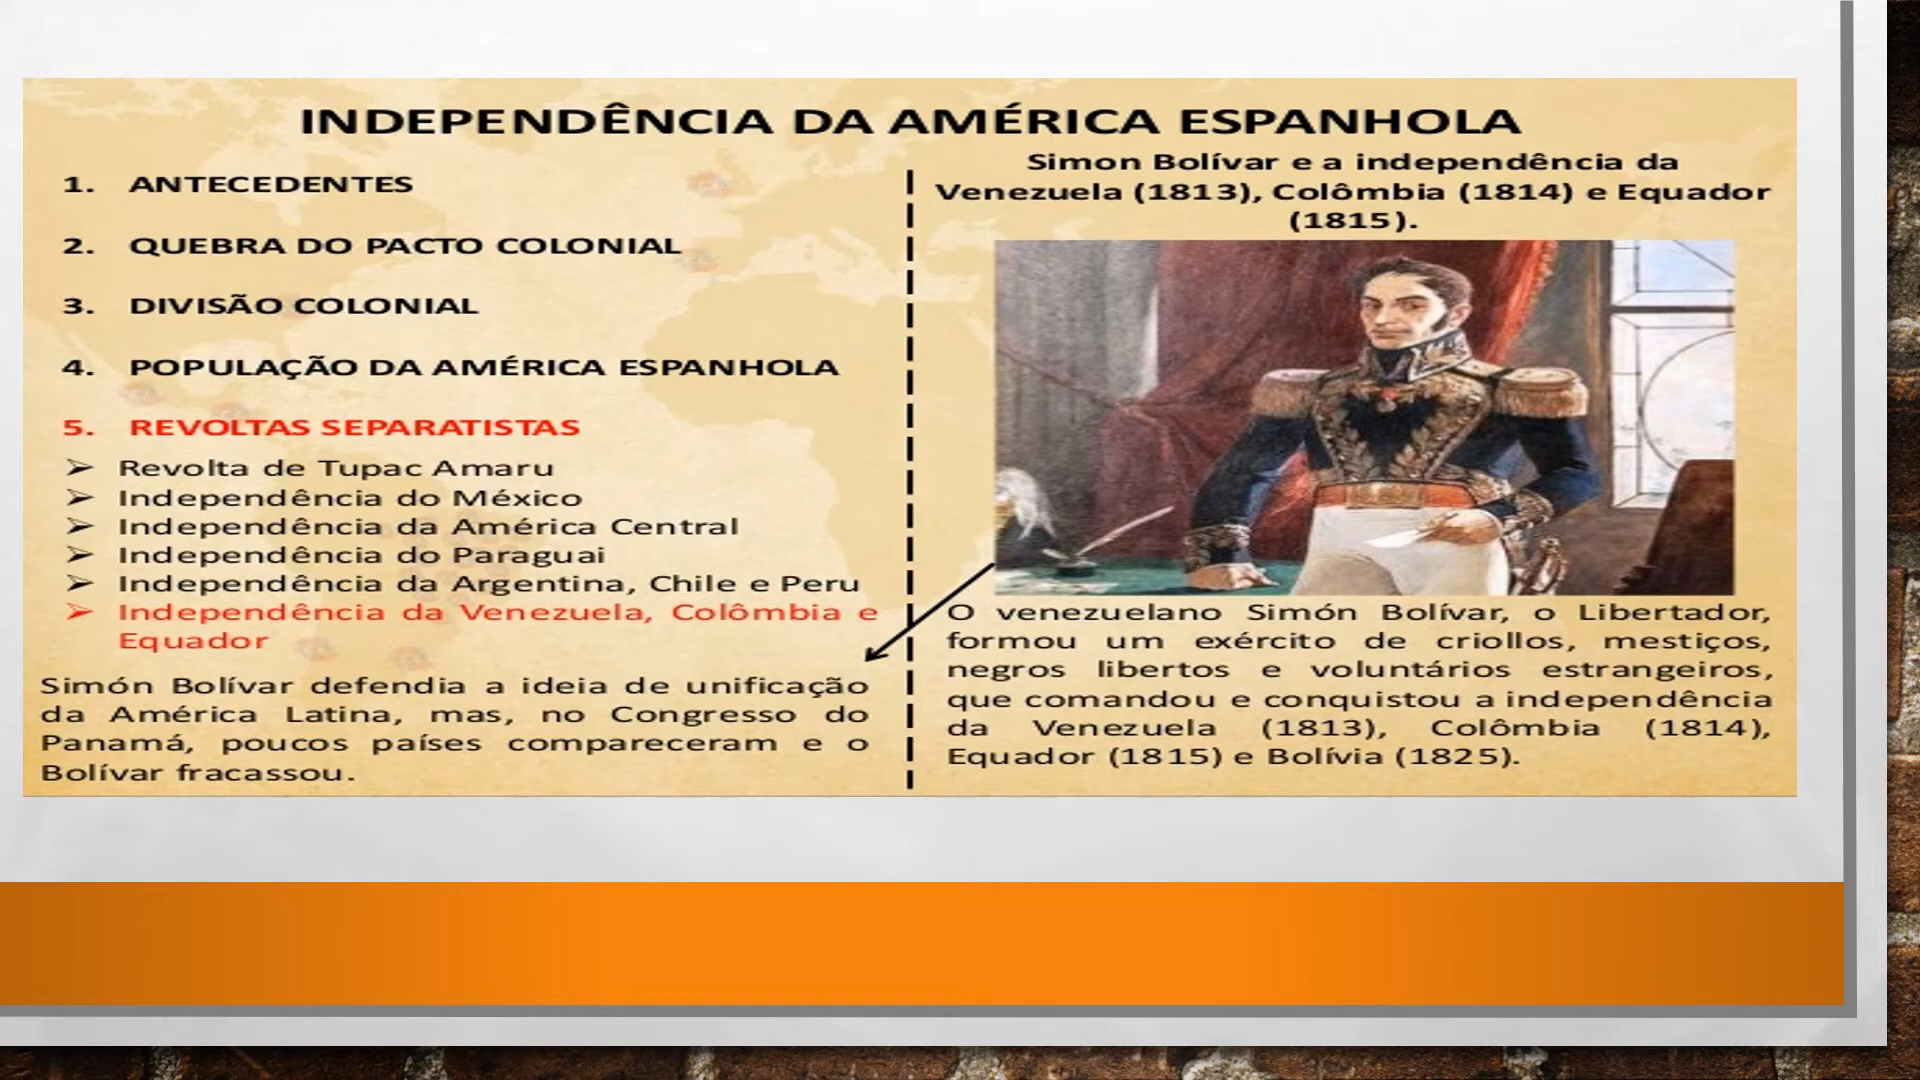 INDEPENDÊNCIA DA AMÉRICA ESPANHOLA
1. ANTECEDENTES
2. QUEBRA DO PACTO COLONIAL
3. DIVISÃO COLONIAL
4. POPULAÇÃO DA AMÉRICA ESPANHOLA
5. REVOLTAS SEPARATISTAS
➢ Revolta de Tupac Amaru
➢ Independência do México
➢ Independência da América Central
➢ Independência do Paraguai
➢ Independência da Argentina, Chile e Peru
➢ Independência da Venezuela, Colômbia e
Equador
Simón Bolívar defendia a ideia de unificação
da América Latina, mas, no Congresso do
Panamá, poucos países compareceram e o
Bolívar fracassou.
Simon Bolívar e a independência da
Venezuela (1813), Colômbia (1814) e Equador
(1815).
O venezuelano Simón Bolívar, o Libertador,
formou um exército de criollos, mestiços,
negros libertos e voluntários estrangeiros,
que comandou e conquistou a independência
da Venezuela (1813), Colômbia (1814),
Equador (1815) e Bolívia (1825).